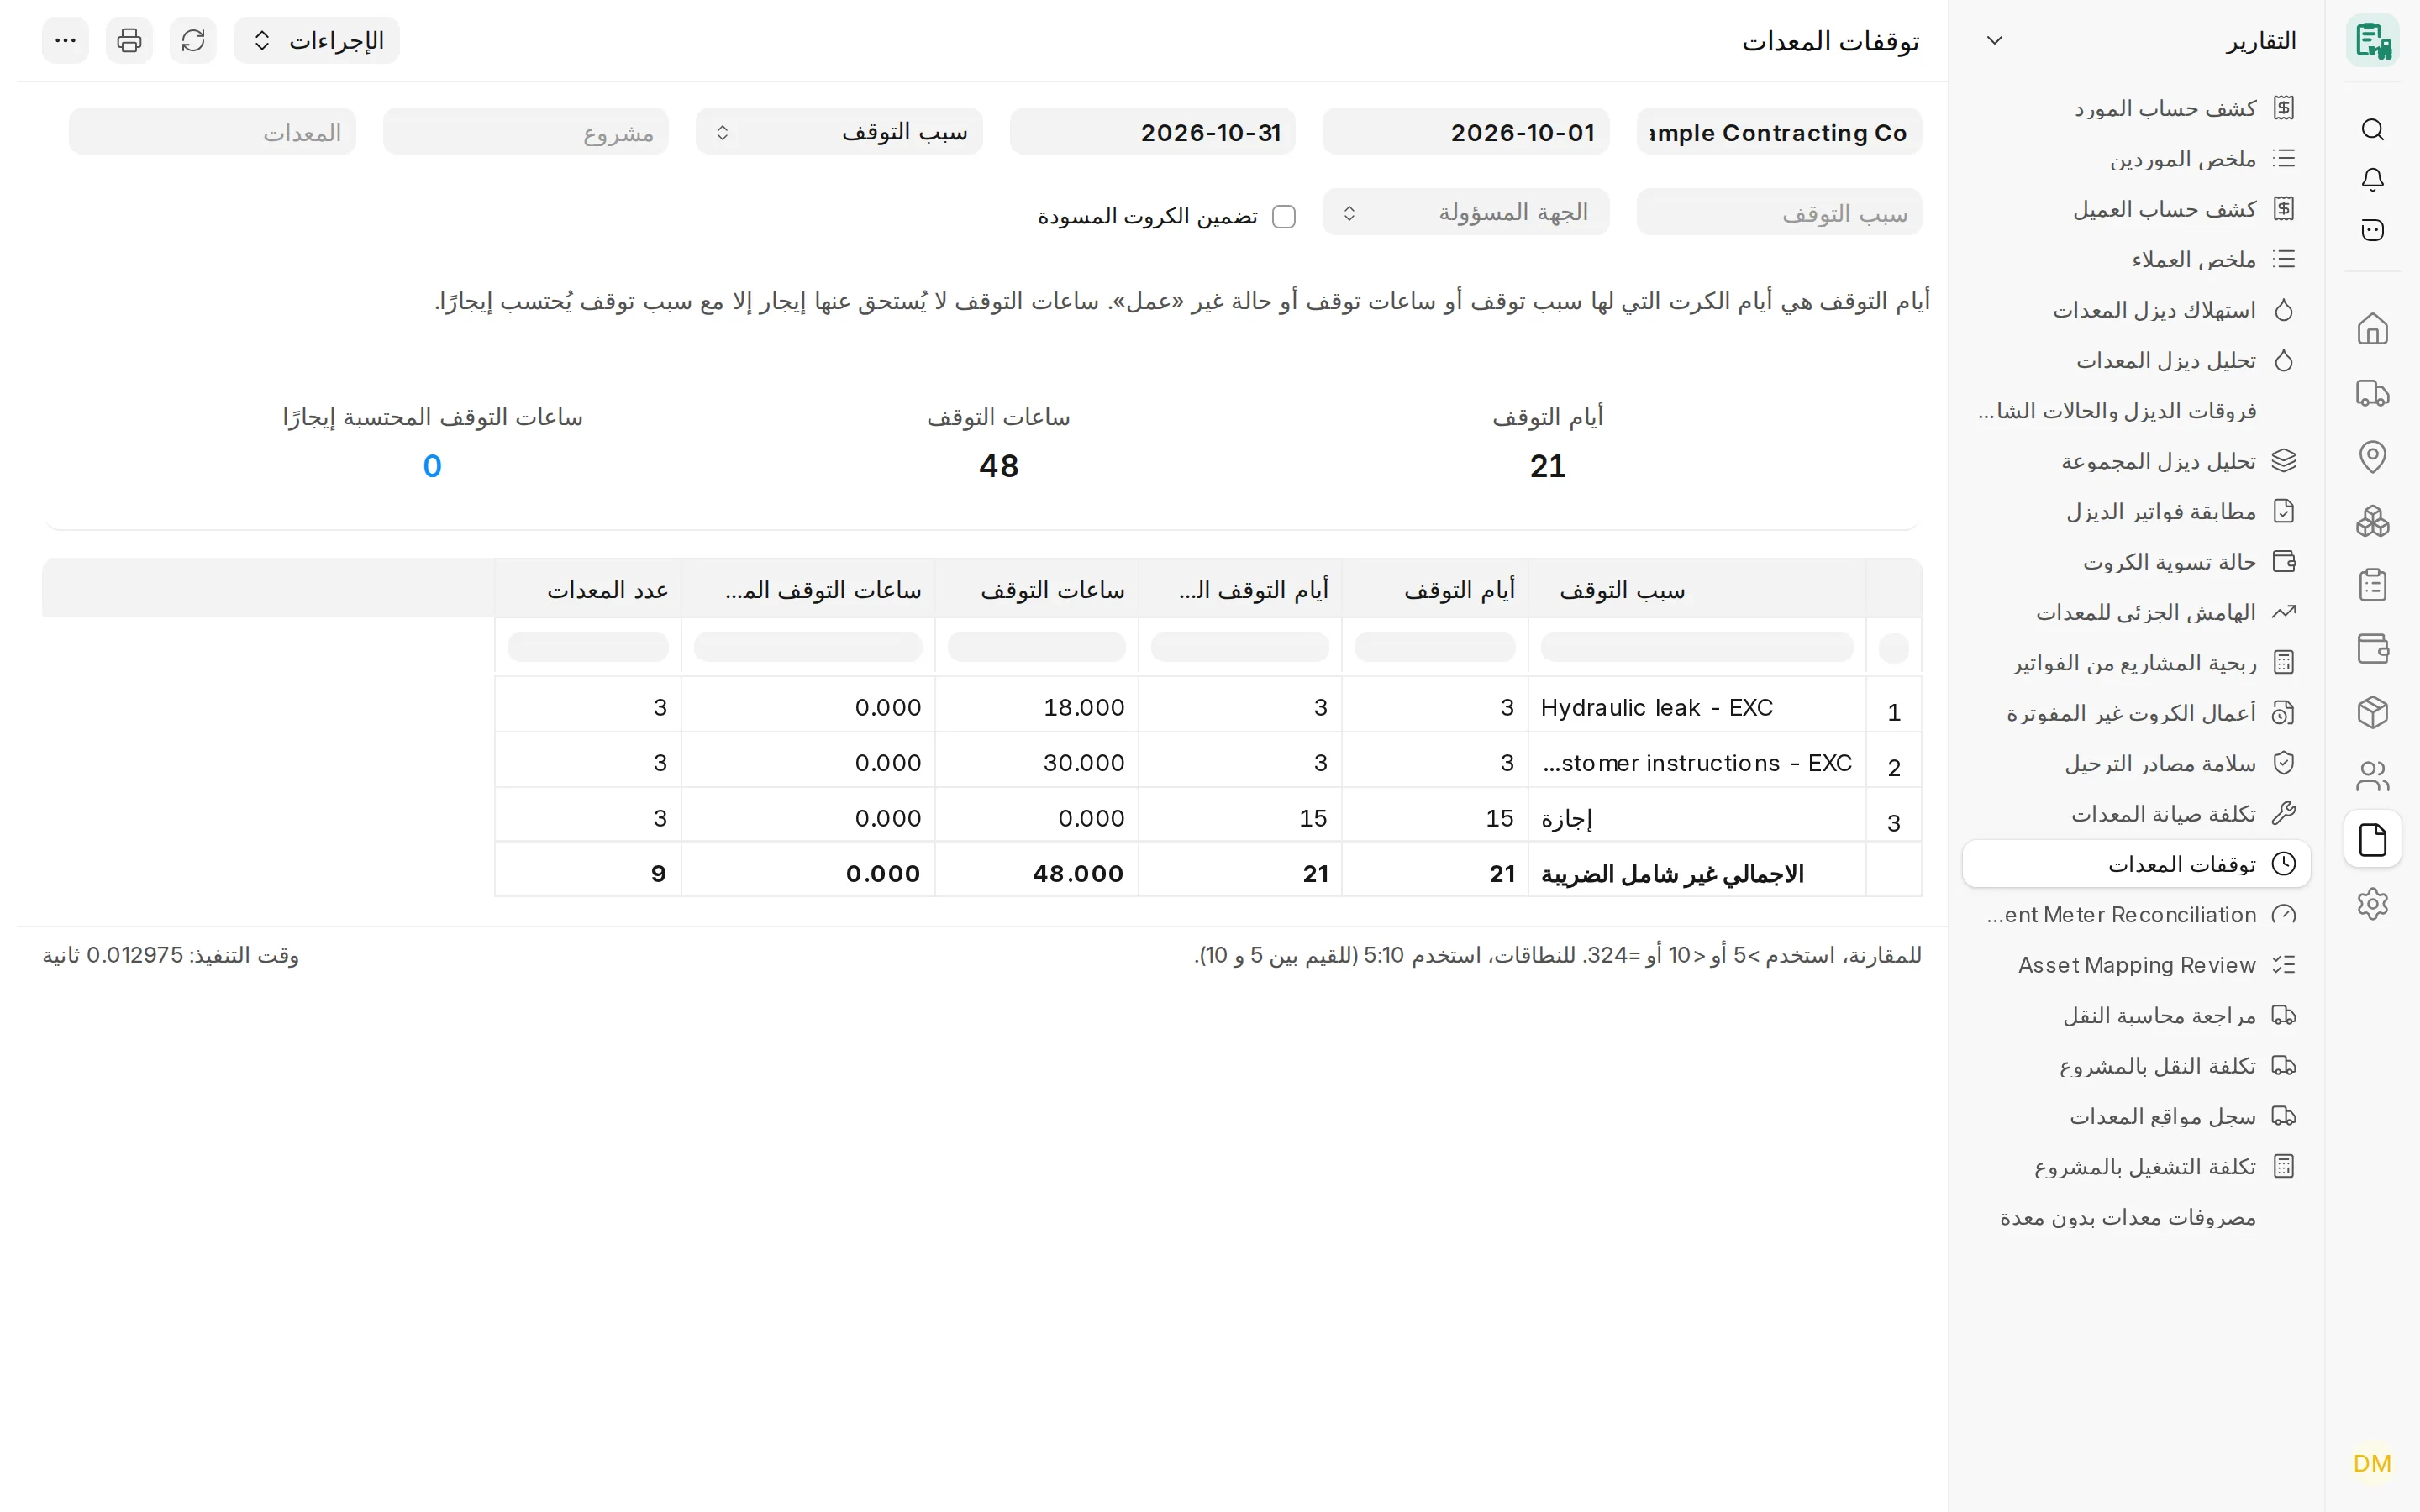 التقارير
كشف حساب المورد
ملخص الموردين
كشف حساب العميل
ملخص العملاء
استهلاك ديزل المعدات
تحليل ديزل المعدات
فروقات الديزل والحالات الشا...
تحليل ديزل المجموعة
مطابقة فواتير الديزل
حالة تسوية الكروت
الهامش الجزئي للمعدات
ربحية المشاريع من الفواتير
أعمال الكروت غير المفوترة
سلامة مصادر الترحيل
تكلفة صيانة المعدات
توقفات المعدات
...ent Meter Reconciliation
Asset Mapping Review
مراجعة محاسبة النقل
تكلفة النقل بالمشروع
سجل مواقع المعدات
تكلفة التشغيل بالمشروع
مصروفات معدات بدون معدة
DM
توقفات المعدات
الإجراءات
ample Contracting Co
2026-10-01
2026-10-31
سبب التوقف
مشروع
المعدات
سبب التوقف
الجهة المسؤولة
تضمين الكروت المسودة
أيام التوقف هي أيام الكرت التي لها سبب توقف أو ساعات توقف أو حالة غير «عمل». ساعات التوقف لا يُستحق عنها إيجار إلا مع سبب توقف يُحتسب إيجارًا.
أيام التوقف
21
ساعات التوقف
48
ساعات التوقف المحتسبة إيجارًا
0
سبب التوقف أيام التوقف أيام التوقف الـ... ساعات التوقف ساعات التوقف المـ... عدد المعدات
1 Hydraulic leak - EXC 3 3 18.000 0.000 3
2 ...stomer instructions - EXC 3 3 30.000 0.000 3
3 إجازة 15 15 0.000 0.000 3
الاجمالي غير شامل الضريبة 21 21 48.000 0.000 9
للمقارنة، استخدم >5 أو <10 أو =324. للنطاقات، استخدم 5:10 (للقيم بين 5 و 10).
وقت التنفيذ: 0.012975 ثانية